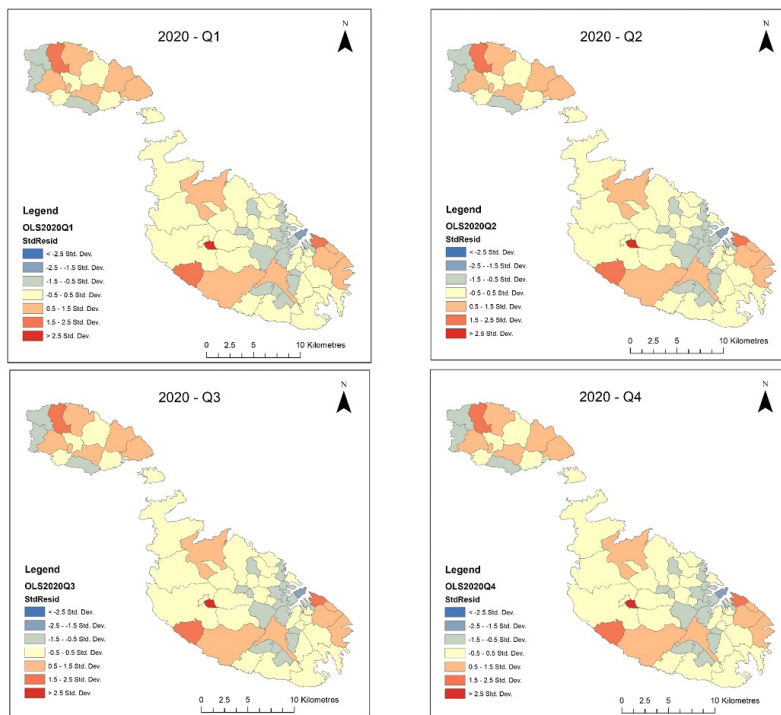 2020 - Q1
N
Legend
OLS2020Q1
StdResid
< -2.5 Std. Dev.
-2.5 - -1.5 Std. Dev.
-1.5 - -0.5 Std. Dev.
-0.5 - 0.5 Std. Dev.
0.5 - 1.5 Std. Dev.
1.5 - 2.5 Std. Dev.
> 2.5 Std. Dev.
0 2.5 5 10 Kilometres
2020 - Q2
N
Legend
OLS2020Q2
StdResid
< -2.5 Std. Dev.
-2.5 - -1.5 Std. Dev.
-1.5 - -0.5 Std. Dev.
-0.5 - 0.5 Std. Dev.
0.5 - 1.5 Std. Dev.
1.5 - 2.5 Std. Dev.
> 2.5 Std. Dev.
0 2.5 5 10 Kilometres
2020 - Q3
N
Legend
OLS2020Q3
StdResid
< -2.5 Std. Dev.
-2.5 - -1.5 Std. Dev.
-1.5 - -0.5 Std. Dev.
-0.5 - 0.5 Std. Dev.
0.5 - 1.5 Std. Dev.
1.5 - 2.5 Std. Dev.
> 2.5 Std. Dev.
0 2.5 5 10 Kilometres
2020 - Q4
N
Legend
OLS2020Q4
StdResid
< -2.5 Std. Dev.
-2.5 - -1.5 Std. Dev.
-1.5 - -0.5 Std. Dev.
-0.5 - 0.5 Std. Dev.
0.5 - 1.5 Std. Dev.
1.5 - 2.5 Std. Dev.
> 2.5 Std. Dev.
0 2.5 5 10 Kilometres